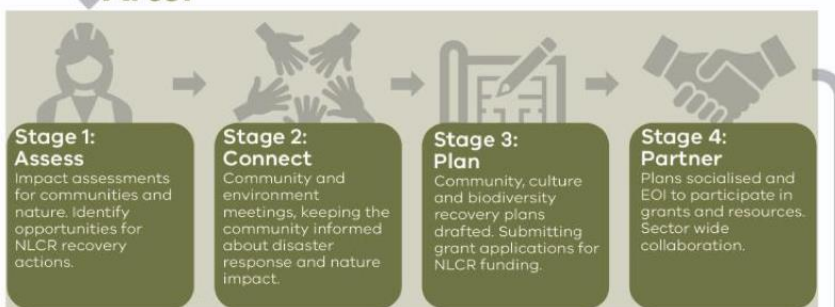 Stage 1:
Assess
Impact assessments
for communities and
nature. Identify
opportunities for
NLCR recovery
actions.
Stage 2:
Connect
Community and
environment
meetings, keeping the
community informed
about disaster
response and nature
impact.
Stage 3:
Plan
Community, culture
and biodiversity
recovery plans
drafted. Submitting
grant applications for
NLCR funding.
Stage 4:
Partner
Plans socialised and
EOI to participate in
grants and resources.
Sector wide
collaboration.